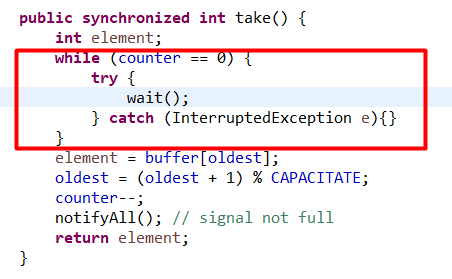 public synchronized int take() {
    int element;
    while (counter == 0) {
        try {
            wait();
        } catch (InterruptedException e){}
    }
    element = buffer[oldest];
    oldest = (oldest + 1) % CAPACITATE;
    counter--;
    notifyAll(); // signal not full
    return element;
}